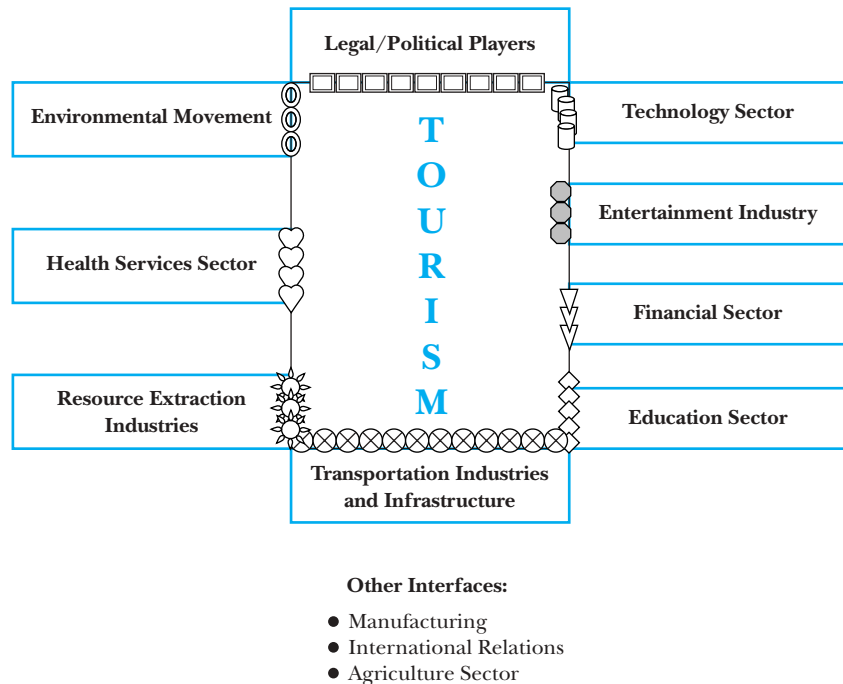 Legal/Political Players
Environmental Movement
Technology Sector
TOURISM
Entertainment Industry
Health Services Sector
Financial Sector
Resource Extraction
Industries
Education Sector
Transportation Industries
and Infrastructure
Other Interfaces:
● Manufacturing
● International Relations
● Agriculture Sector